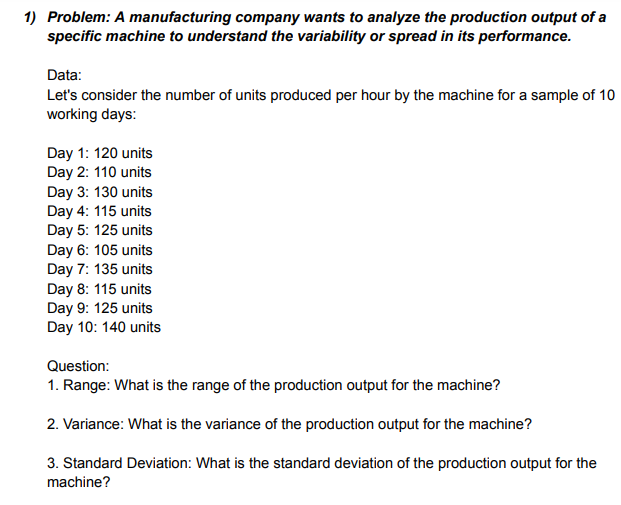 1) Problem: A manufacturing company wants to analyze the production output of a
specific machine to understand the variability or spread in its performance.
Data:
Let's consider the number of units produced per hour by the machine for a sample of 10
working days:
Day 1: 120 units
Day 2: 110 units
Day 3: 130 units
Day 4: 115 units
Day 5: 125 units
Day 6: 105 units
Day 7: 135 units
Day 8: 115 units
Day 9: 125 units
Day 10: 140 units
Question:
1. Range: What is the range of the production output for the machine?
2. Variance: What is the variance of the production output for the machine?
3. Standard Deviation: What is the standard deviation of the production output for the
machine?